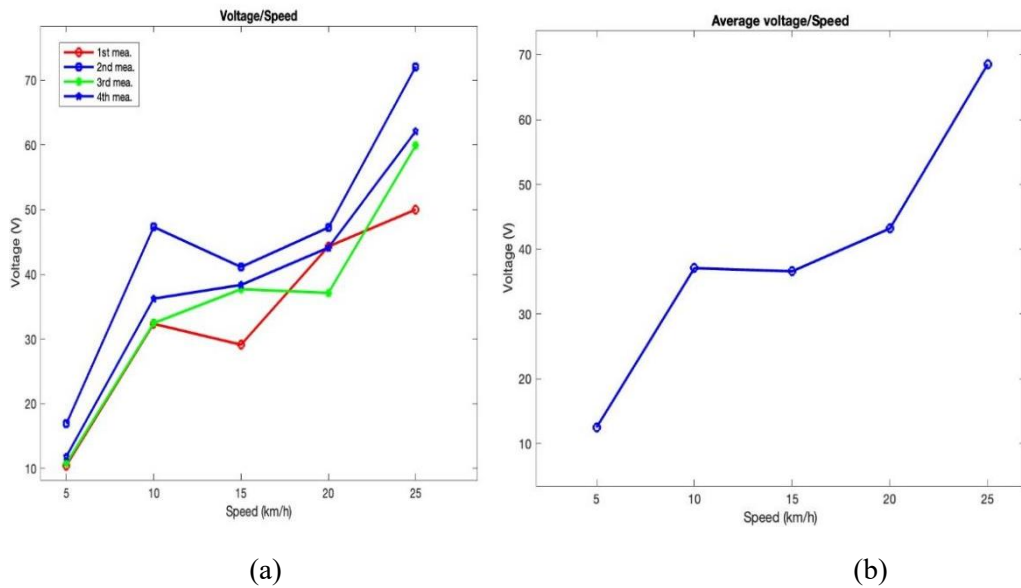 Voltage/Speed
1st mea.
2nd mea.
3rd mea.
4th mea.
70
60
50
40
30
20
10
Voltage (V)
5 10 15 20 25
Speed (km/h)
(a)
Average voltage/Speed
70
60
50
40
30
20
10
Voltage (V)
5 10 15 20 25
Speed (km/h)
(b)